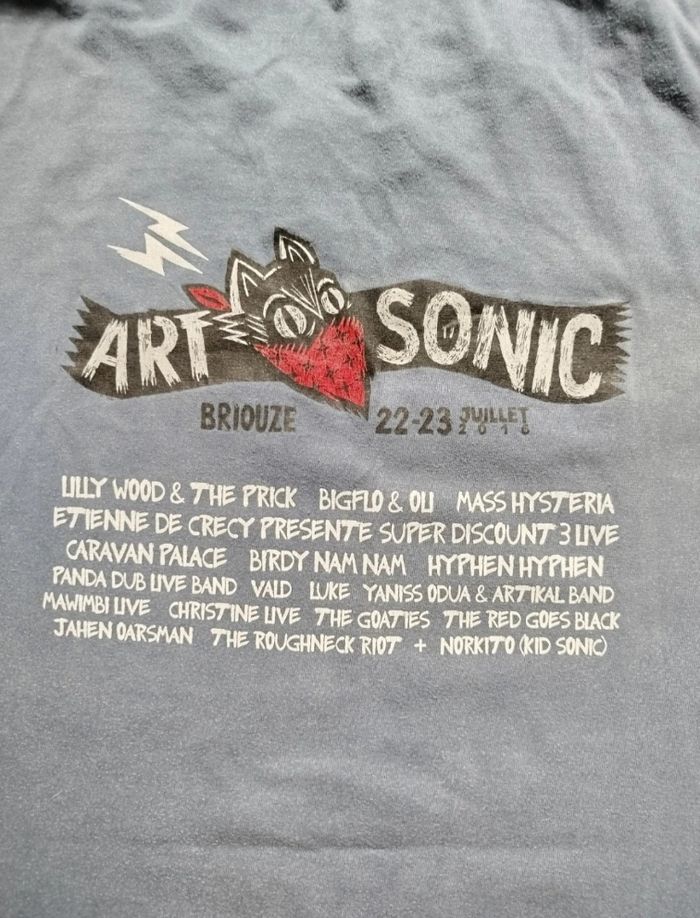 ART SONIC
BRIOUZE 22-23 JUILLET 2016
LILLY WOOD & THE PRICK BIGFLO & OLI MASS HYSTERIA
ETIENNE DE CRECY PRESENTE SUPER DISCOUNT 3 LIVE
CARAVAN PALACE BIRDY NAM NAM HYPHEN HYPHEN
PANDA DUB LIVE BAND VALD LUKE YANISS ODUA & ARTIKAL BAND
MAWIMBI LIVE CHRISTINE LIVE THE GOATIES THE RED GOES BLACK
JAHEN OARSMAN THE ROUGHNECK RIOT + NORKITO (KID SONIC)